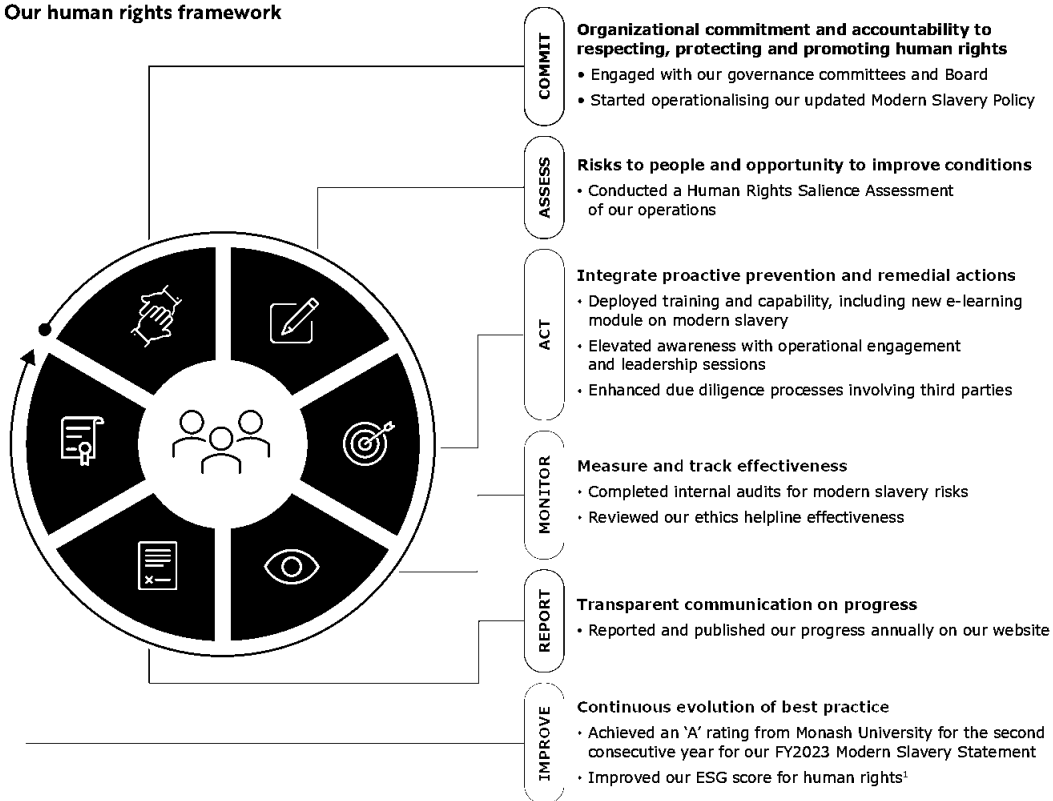 Our human rights framework
COMMIT
Organizational commitment and accountability to
respecting, protecting and promoting human rights
• Engaged with our governance committees and Board
• Started operationalising our updated Modern Slavery Policy
ASSESS
Risks to people and opportunity to improve conditions
• Conducted a Human Rights Salience Assessment
of our operations
ACT
Integrate proactive prevention and remedial actions
• Deployed training and capability, including new e-learning
module on modern slavery
• Elevated awareness with operational engagement
and leadership sessions
• Enhanced due diligence processes involving third parties
MONITOR
Measure and track effectiveness
• Completed internal audits for modern slavery risks
• Reviewed our ethics helpline effectiveness
REPORT
Transparent communication on progress
• Reported and published our progress annually on our website
IMPROVE
Continuous evolution of best practice
• Achieved an ‘A’ rating from Monash University for the second
consecutive year for our FY2023 Modern Slavery Statement
• Improved our ESG score for human rights¹